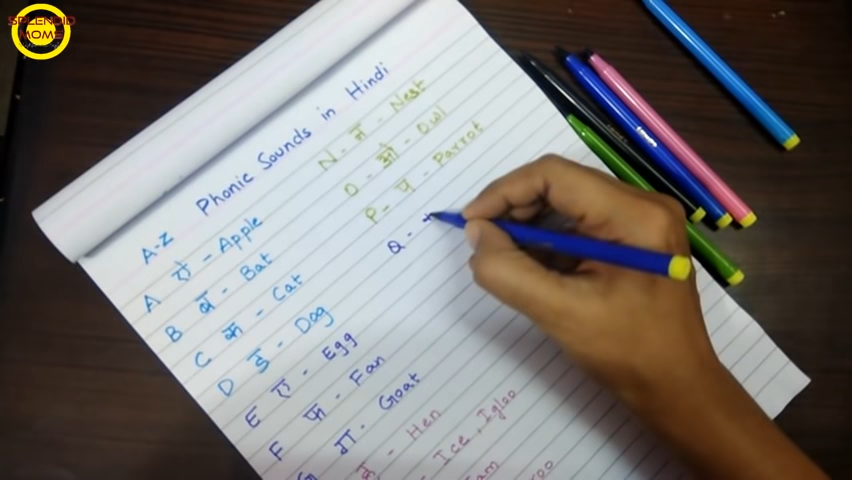 SPLENDID
MOMS
A-Z Phonic Sounds in Hindi
A ऐ - Apple
B ब - Bat
C क - Cat
D ड - Dog
E ए - Egg
F फ - Fan
G ग - Goat
ह - Hen
Ice, Igloo
N - न - Nest
O - ओ - Owl
P - प - Parrot
Q -